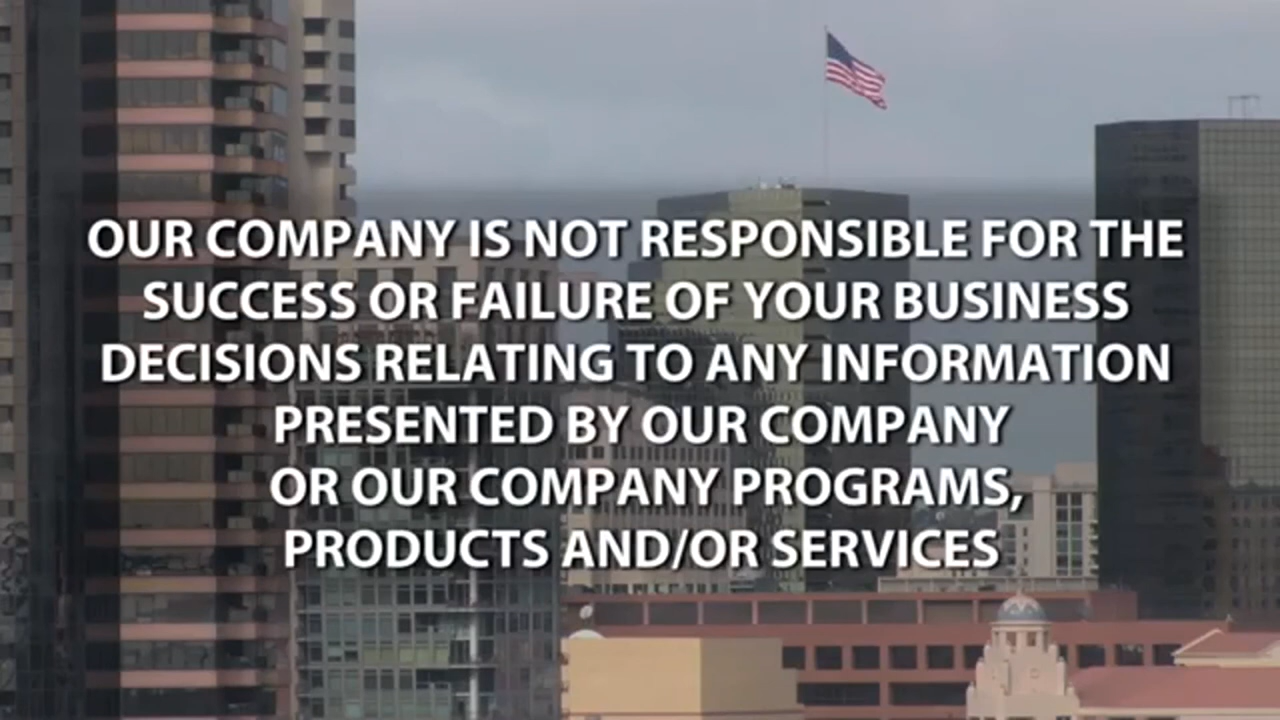 OUR COMPANY IS NOT RESPONSIBLE FOR THE
SUCCESS OR FAILURE OF YOUR BUSINESS
DECISIONS RELATING TO ANY INFORMATION
PRESENTED BY OUR COMPANY
OR OUR COMPANY PROGRAMS,
PRODUCTS AND/OR SERVICES